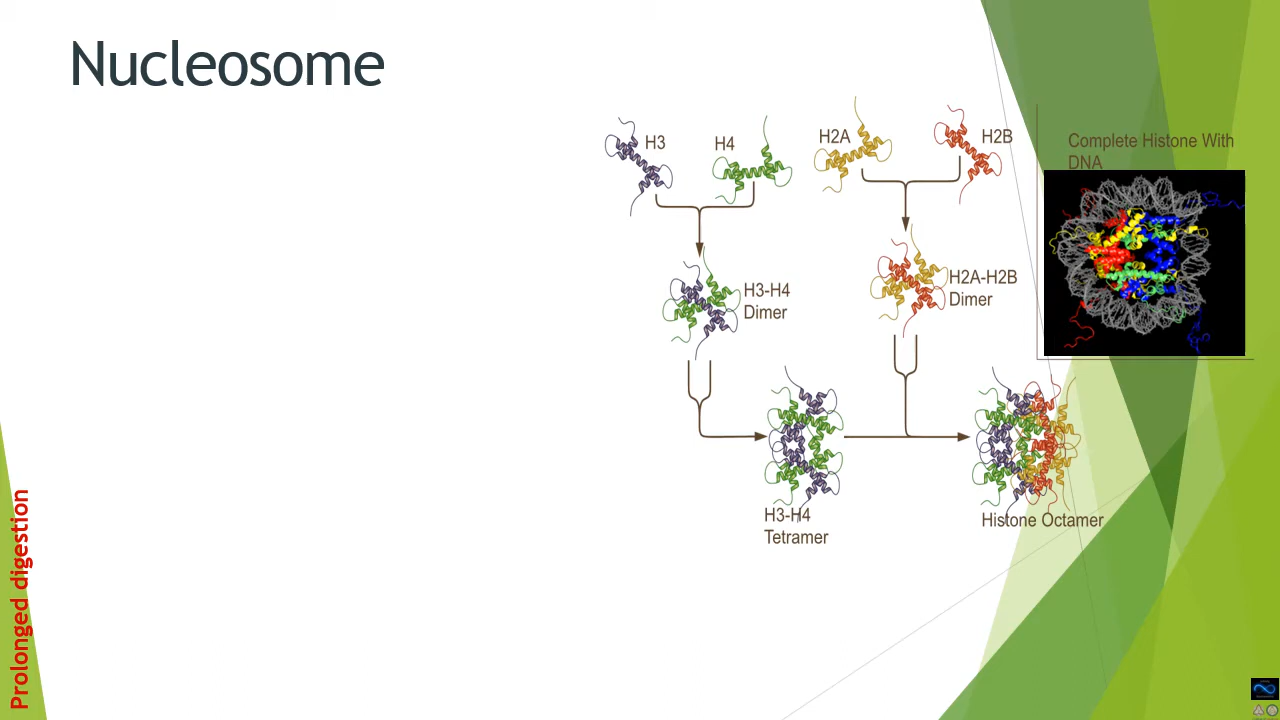 Nucleosome
H3
H4
H2A
H2B
Complete Histone With
DNA
H3-H4
Dimer
H2A-H2B
Dimer
H3-H4
Tetramer
Histone Octamer
Prolonged digestion